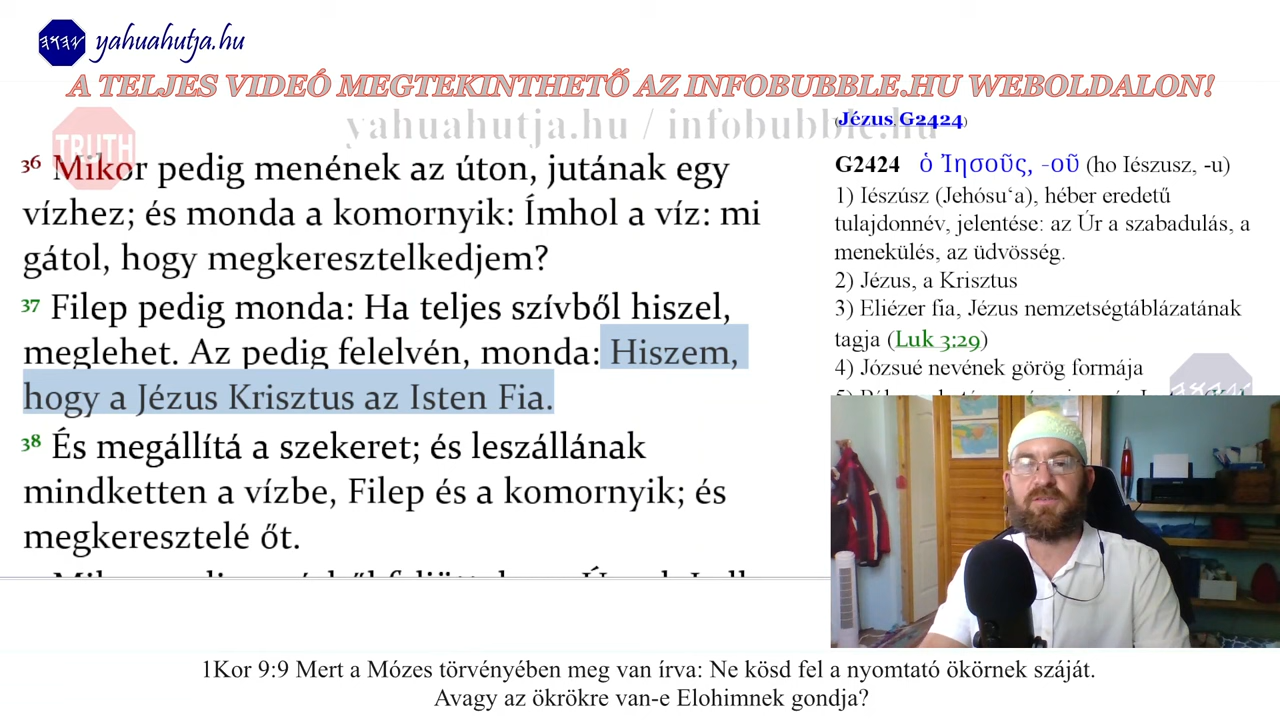 yahuahutja.hu
A TELJES VIDEÓ MEGTEKINTHETŐ AZ INFOBUBBLE.HU WEBOLDALON!
yahuahutja.hu / infobubble.hu
TRUTH
36 Mikor pedig menének az úton, jutának egy
vízhez; és monda a komornyik: Ímhol a víz: mi
gátol, hogy megkeresztelkedjem?
37 Filep pedig monda: Ha teljes szívből hiszel,
meglehet. Az pedig felelvén, monda: Hiszem,
hogy a Jézus Krisztus az Isten Fia.
38 És megállítá a szekeret; és leszállának
mindketten a vízbe, Filep és a komornyik; és
megkeresztelé őt.
(Jézus G2424)
G2424 ὁ Ἰησοῦς, -οῦ (ho Iészusz, -u)
1) Iészúsz (Jehósu‘a), héber eredetű
tulajdonnév, jelentése: az Úr a szabadulás, a
menekülés, az üdvösség.
2) Jézus, a Krisztus
3) Eliézer fia, Jézus nemzetségtáblázatának
tagja (Luk 3:29)
4) Józsué nevének görög formája
1Kor 9:9 Mert a Mózes törvényében meg van írva: Ne kösd fel a nyomtató ökörnek száját.
Avagy az ökrökre van-e Elohimnek gondja?